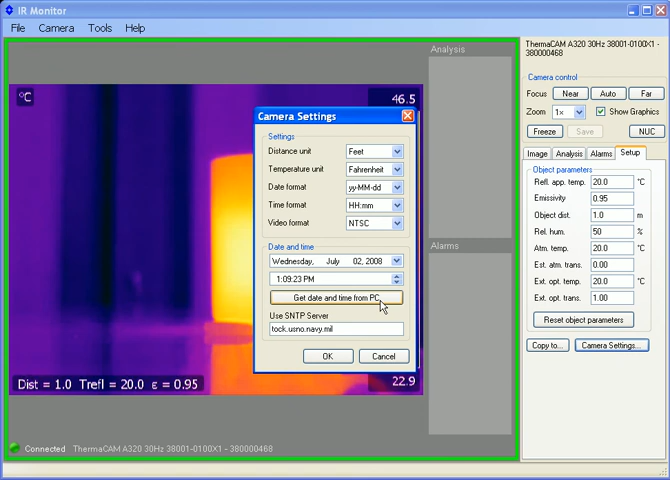 IR Monitor
File Camera Tools Help
Analysis
°C
46.5
Camera Settings
Settings
Distance unit Feet
Temperature unit Fahrenheit
Date format yy-MM-dd
Time format HH:mm
Video format NTSC
Date and time
Wednesday, July 02, 2008
1:09:23 PM
Get date and time from PC
Use SNTP Server
tock.usno.navy.mil
OK Cancel
Alarms
Dist = 1.0 Trefl = 20.0 ε = 0.95
22.9
Connected ThermaCAM A320 30Hz 38001-0100X1 - 380000468
ThermaCAM A320 30Hz 38001-0100X1 -
380000468
Camera control
Focus Near Auto Far
Zoom 1x Show Graphics
Freeze Save NUC
Image Analysis Alarms Setup
Object parameters
Refl. app. temp. 20.0 °C
Emissivity 0.95
Object dist. 1.0 m
Rel. hum. 50 %
Atm. temp. 20.0 °C
Est. atm. trans. 0.00
Ext. opt. temp. 20.0 °C
Ext. opt. trans. 1.00
Reset object parameters
Copy to... Camera Settings...